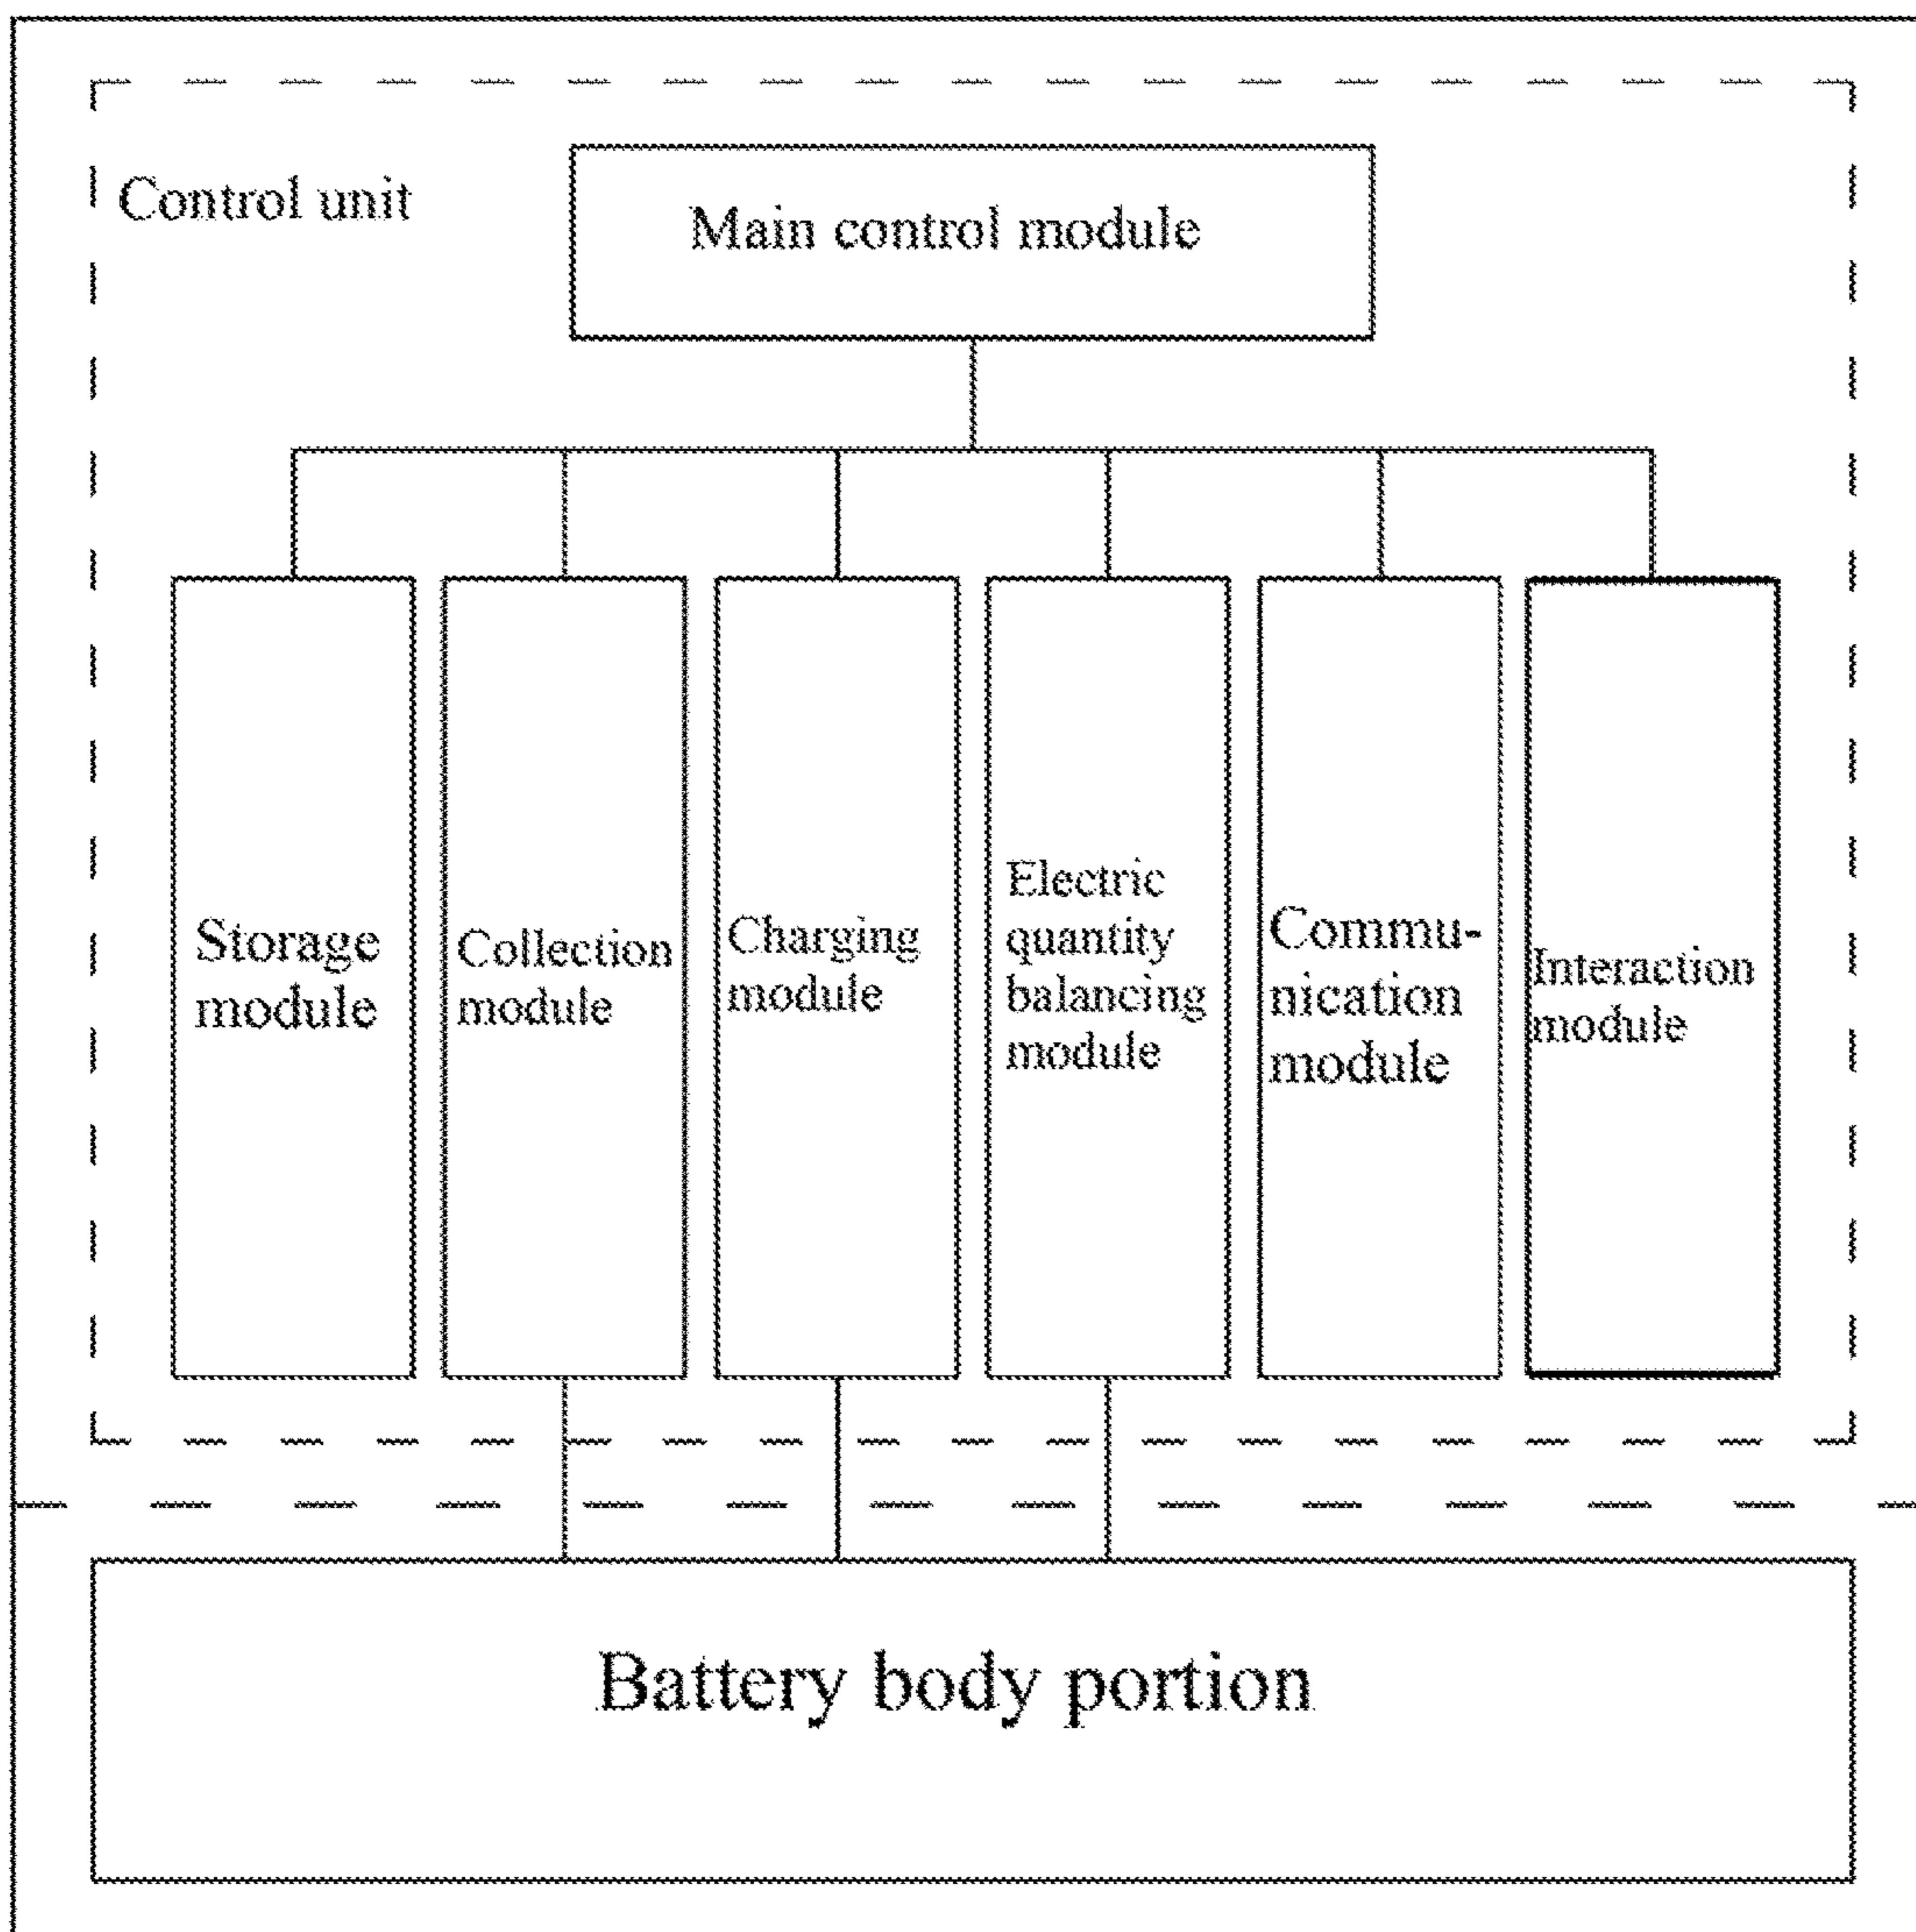 Control unit
Main control module
Storage
module
Collection
module
Charging
module
Electric
quantity
balancing
module
Commu-
nication
module
Interaction
module
Battery body portion